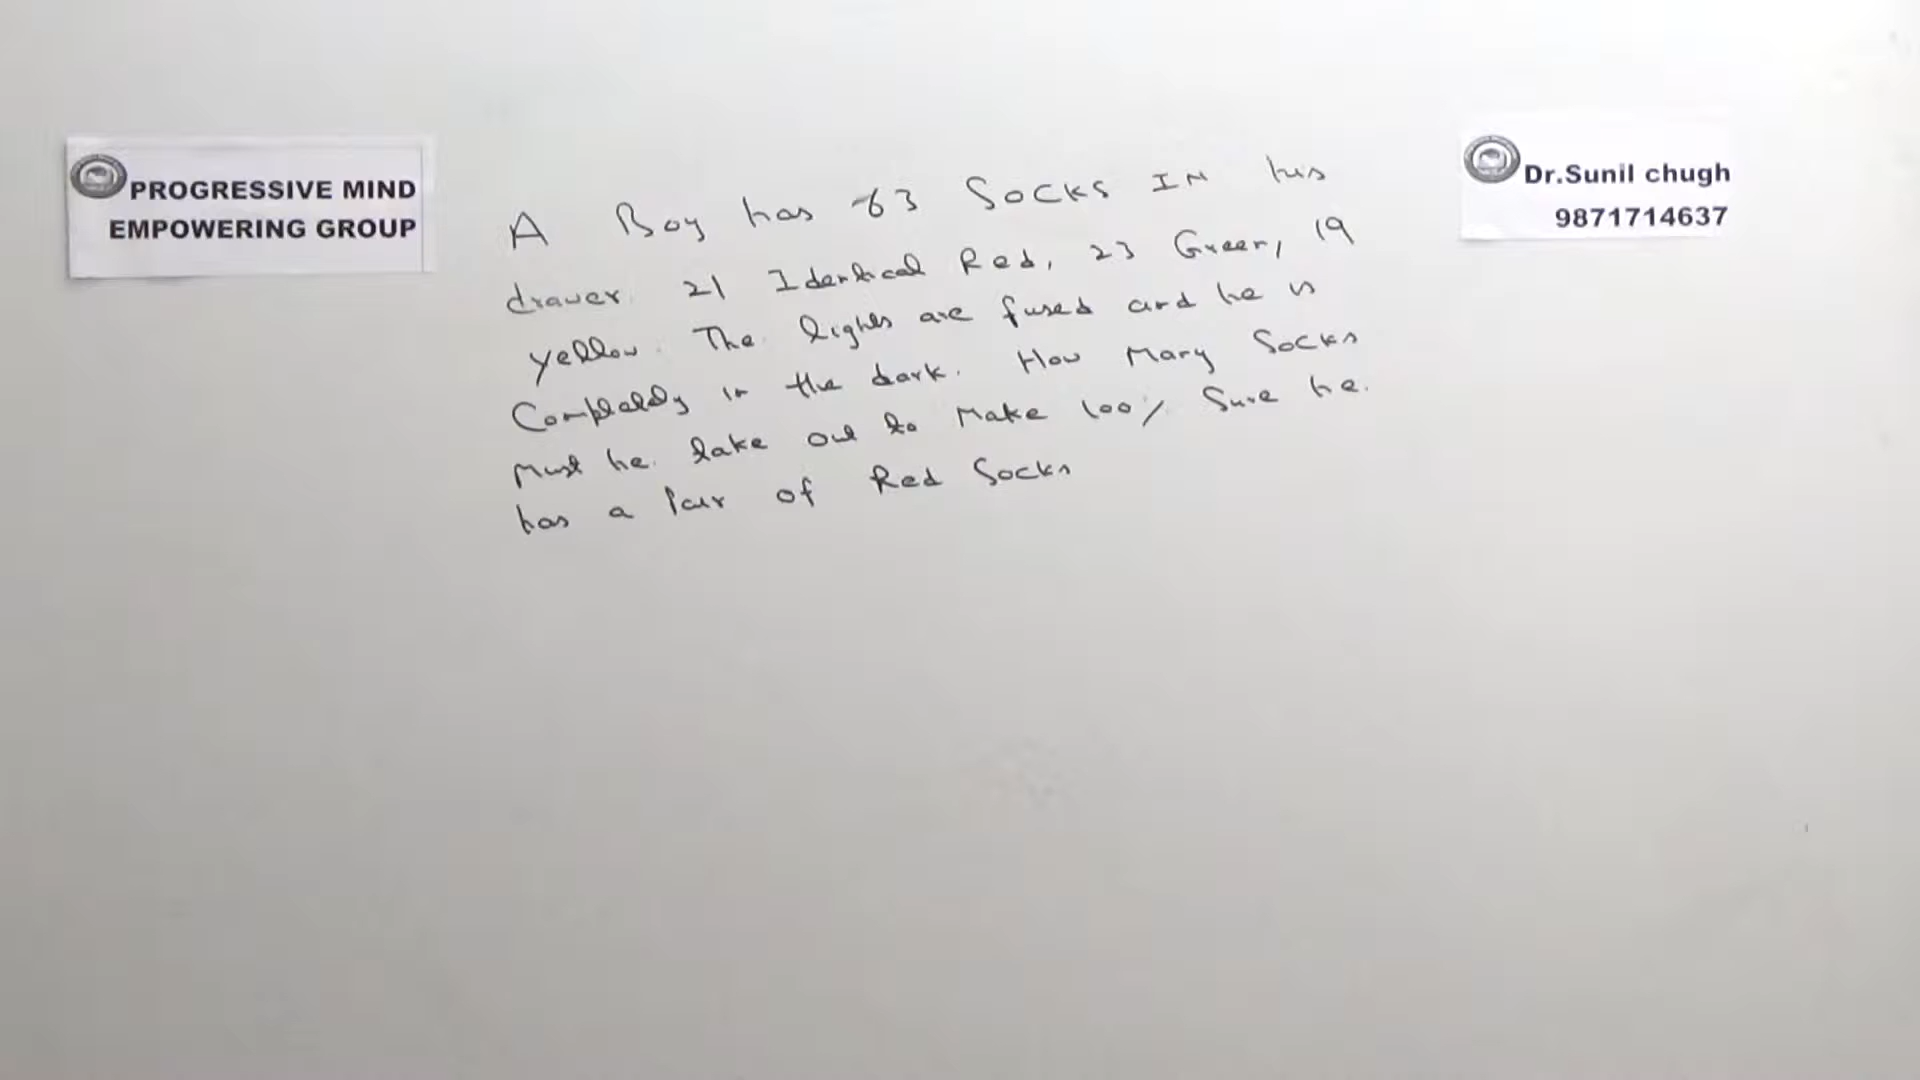 PROGRESSIVE MIND
EMPOWERING GROUP
Dr.Sunil chugh
9871714637
A Boy has 63 Socks IN his
drawer. 21 Identical Red, 23 Green, 19
yellow. The lights are fused and he is
Completely in the dark. How Many Socks
Must he take out to Make 100% Sure he
has a Pair of Red Socks